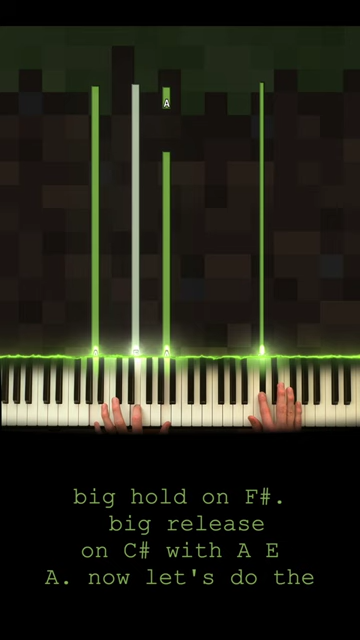 A
A
A
big hold on F#.
big release
on C# with A E
A. now let's do the